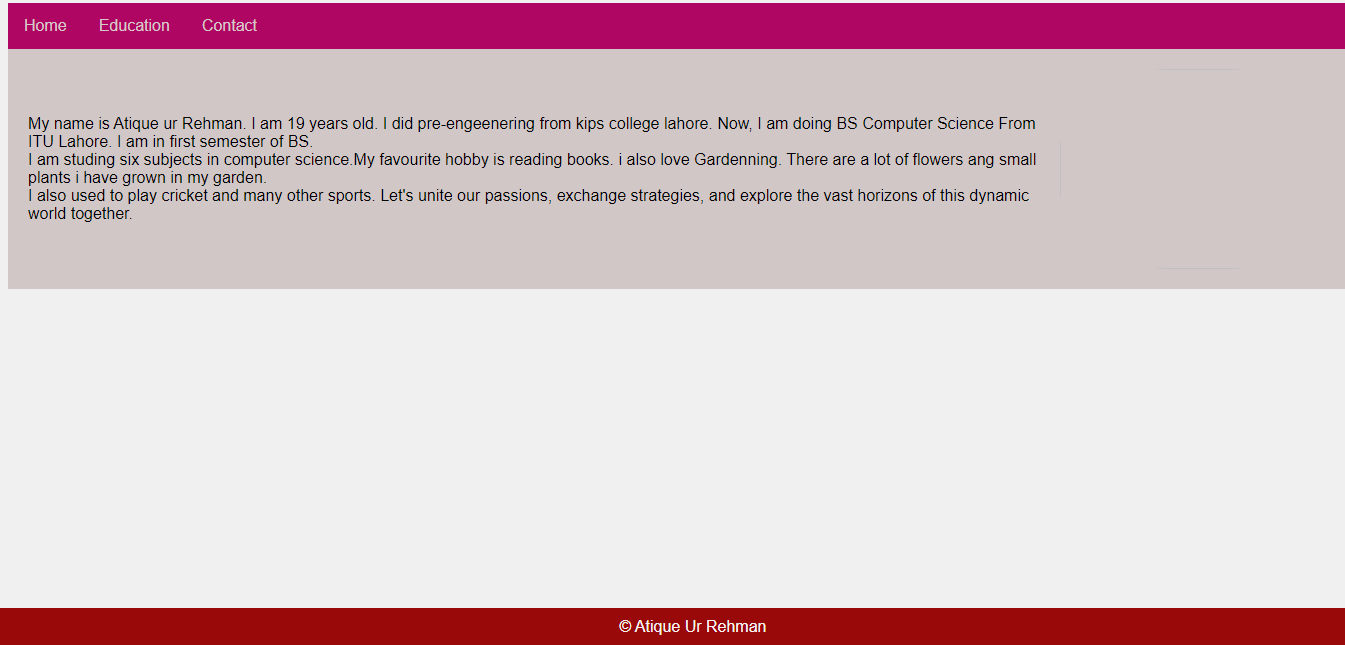 Home Education Contact
My name is Atique ur Rehman. I am 19 years old. I did pre-engeenering from kips college lahore. Now, I am doing BS Computer Science From
ITU Lahore. I am in first semester of BS.
I am studing six subjects in computer science.My favourite hobby is reading books. i also love Gardenning. There are a lot of flowers ang small
plants i have grown in my garden.
I also used to play cricket and many other sports. Let's unite our passions, exchange strategies, and explore the vast horizons of this dynamic
world together.
© Atique Ur Rehman